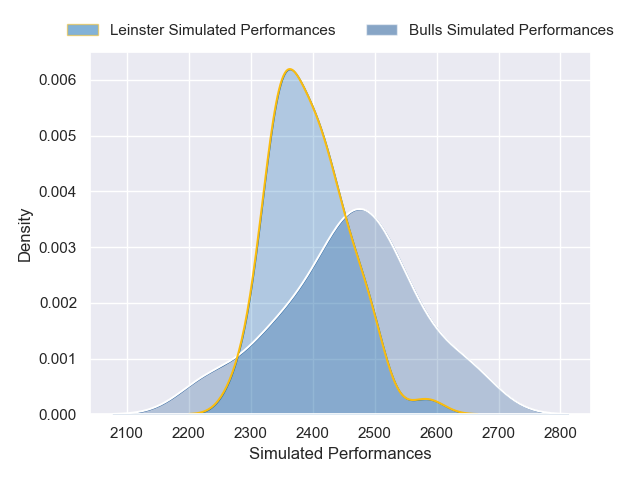 Leinster Simulated Performances Bulls Simulated Performances
0.006
0.005
0.004
0.003
0.002
0.001
0.000
Density
2100 2200 2300 2400 2500 2600 2700 2800
Simulated Performances